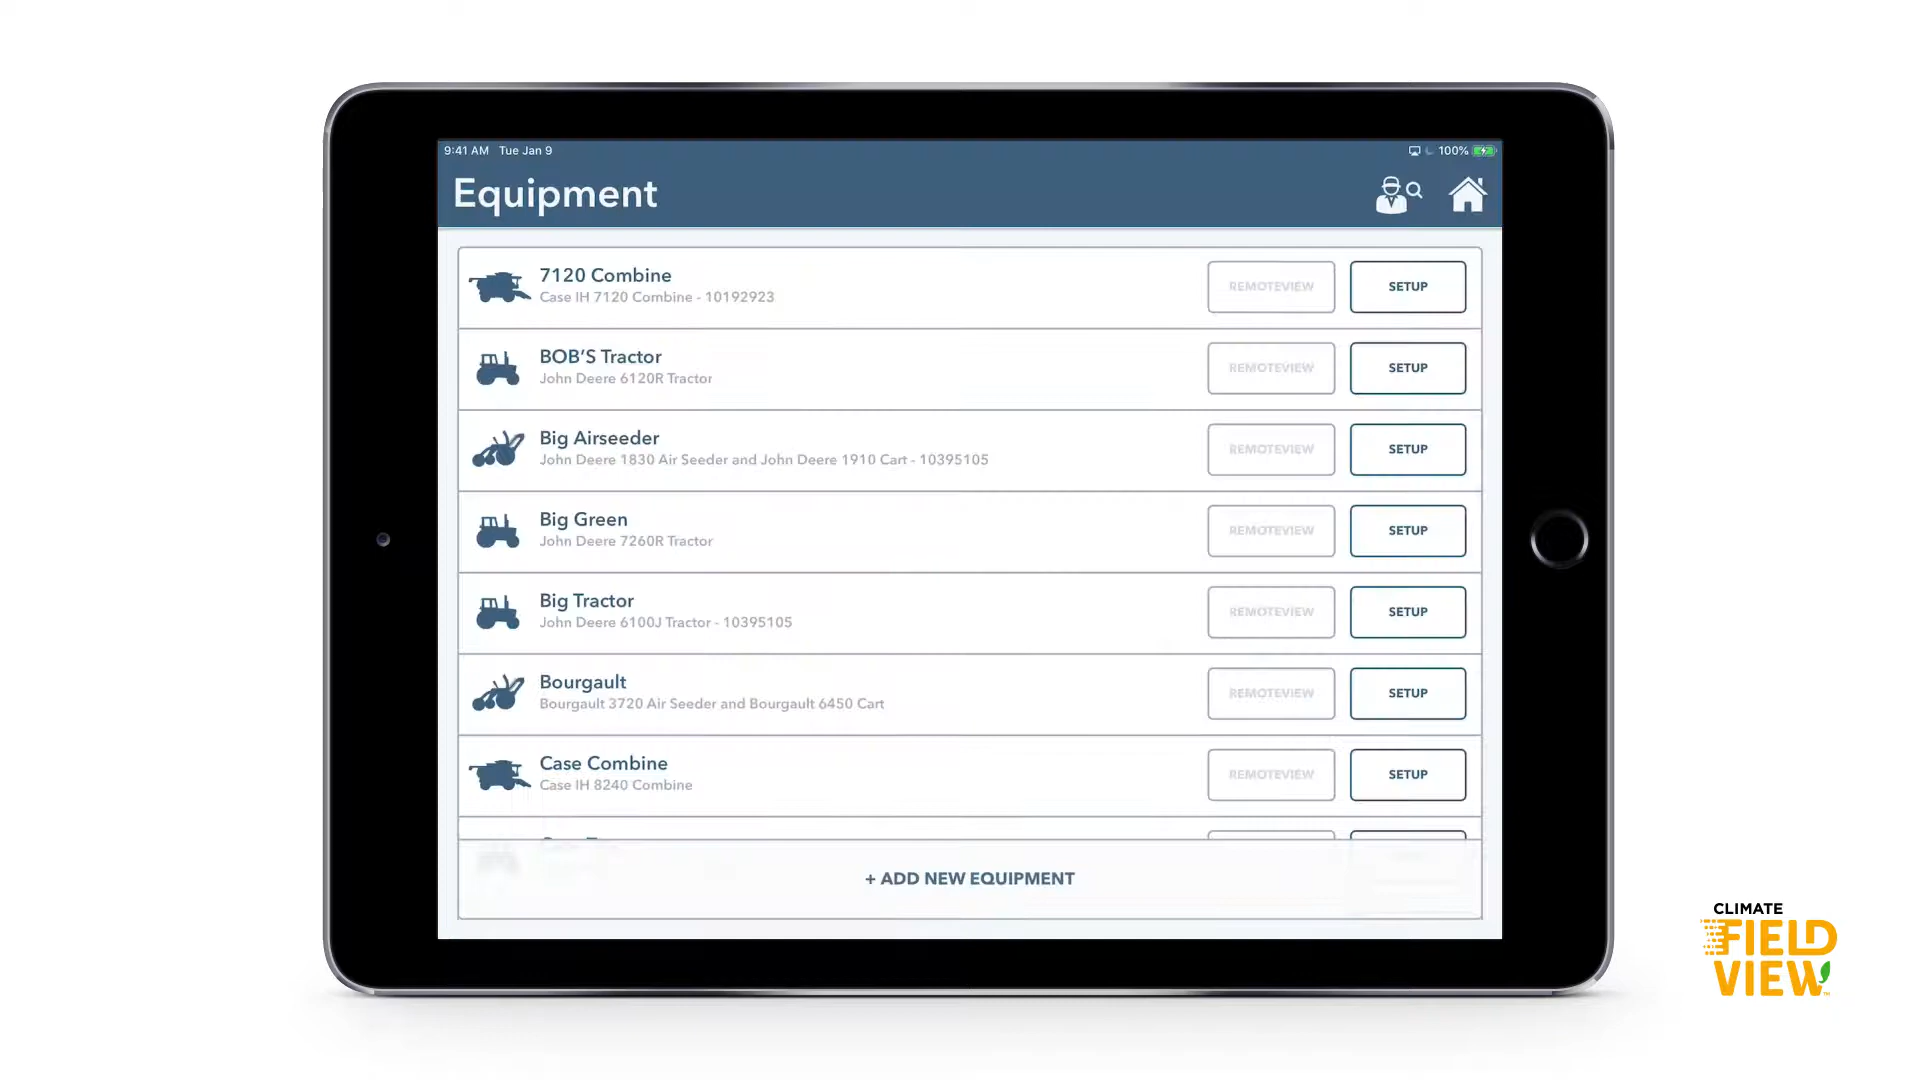 9:41 AM Tue Jan 9
100%
Equipment
7120 Combine
Case IH 7120 Combine - 10192923
REMOTEVIEW
SETUP
BOB'S Tractor
John Deere 6120R Tractor
REMOTEVIEW
SETUP
Big Airseeder
John Deere 1830 Air Seeder and John Deere 1910 Cart - 10395105
REMOTEVIEW
SETUP
Big Green
John Deere 7260R Tractor
REMOTEVIEW
SETUP
Big Tractor
John Deere 6100J Tractor - 10395105
REMOTEVIEW
SETUP
Bourgault
Bourgault 3720 Air Seeder and Bourgault 6450 Cart
REMOTEVIEW
SETUP
Case Combine
Case IH 8240 Combine
REMOTEVIEW
SETUP
+ ADD NEW EQUIPMENT
CLIMATE
FIELD
VIEW™